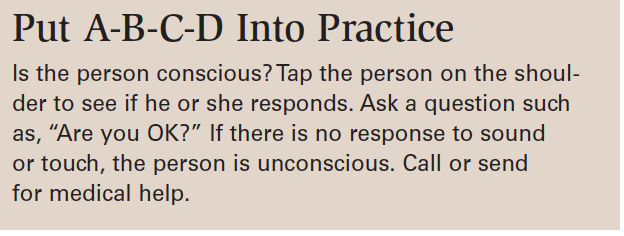 Put A-B-C-D Into Practice
Is the person conscious? Tap the person on the shoul-
der to see if he or she responds. Ask a question such
as, “Are you OK?” If there is no response to sound
or touch, the person is unconscious. Call or send
for medical help.